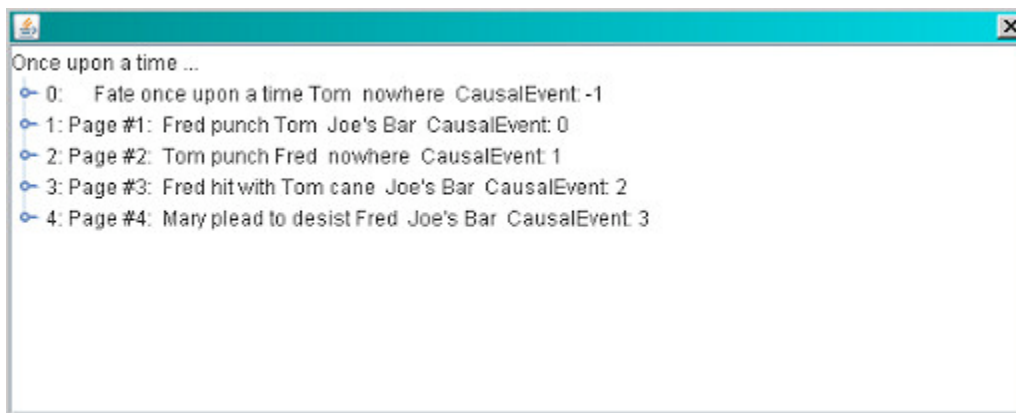 Once upon a time ...
0: Fate once upon a time Tom nowhere CausalEvent: -1
1: Page #1: Fred punch Tom Joe's Bar CausalEvent: 0
2: Page #2: Tom punch Fred nowhere CausalEvent: 1
3: Page #3: Fred hit with Tom cane Joe's Bar CausalEvent: 2
4: Page #4: Mary plead to desist Fred Joe's Bar CausalEvent: 3